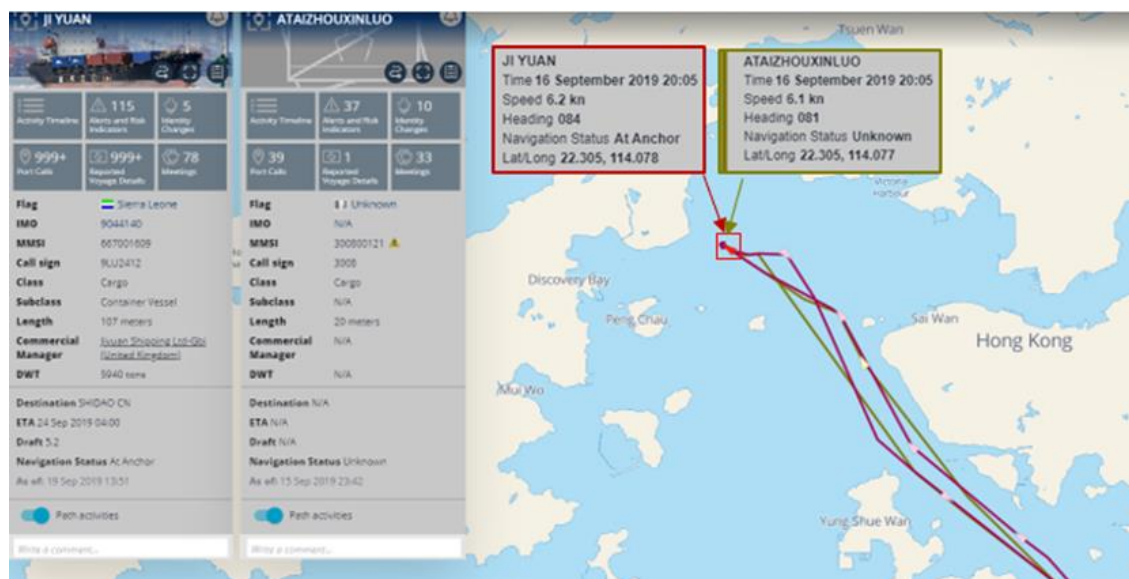 JI YUAN
115
Activity Timeline
Alerts and Risk Indicators
5
Identity Changes
999+
Port Calls
999+
Reported Voyage Details
78
Meetings
Flag Sierra Leone
IMO 9044140
MMSI 667001609
Call sign 9LU2412
Class Cargo
Subclass Container Vessel
Length 107 meters
Commercial Manager Jiyuan Shipping Ltd-Gbi (United Kingdom)
DWT 5940 tons
Destination SHIDAO CN
ETA 24 Sep 2019 04:00
Draft 5.2
Navigation Status At Anchor
As of: 19 Sep 2019 13:51
Path activities
Write a comment...
ATAIZHOUXINLUO
Activity Timeline
37
Alerts and Risk Indicators
10
Identity Changes
39
Port Calls
1
Reported Voyage Details
33
Meetings
Flag Unknown
IMO N/A
MMSI 300800121
Call sign 3008
Class Cargo
Subclass N/A
Length 20 meters
Commercial Manager N/A
DWT N/A
Destination N/A
ETA N/A
Draft N/A
Navigation Status Unknown
As of: 15 Sep 2019 23:42
Path activities
Write a comment...
JI YUAN
Time 16 September 2019 20:05
Speed 6.2 kn
Heading 084
Navigation Status At Anchor
Lat/Long 22.305, 114.078
ATAIZHOUXINLUO
Time 16 September 2019 20:05
Speed 6.1 kn
Heading 081
Navigation Status Unknown
Lat/Long 22.305, 114.077
Tsuen Wan
Victoria
Harbour
Discovery Bay
Peng Chau
Sai Wan
Hong Kong
Mui Wo
Yung Shue Wan